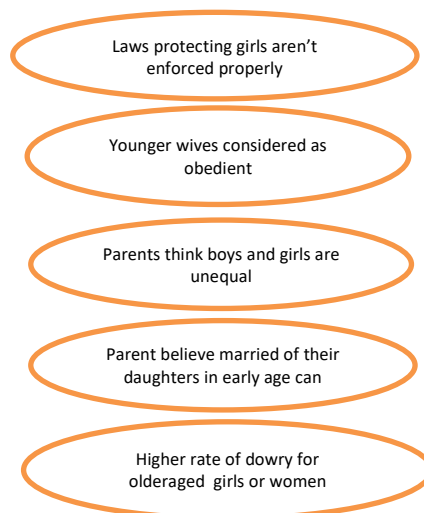 Laws protecting girls aren’t
enforced properly
Younger wives considered as
obedient
Parents think boys and girls are
unequal
Parent believe married of their
daughters in early age can
Higher rate of dowry for
olderaged girls or women